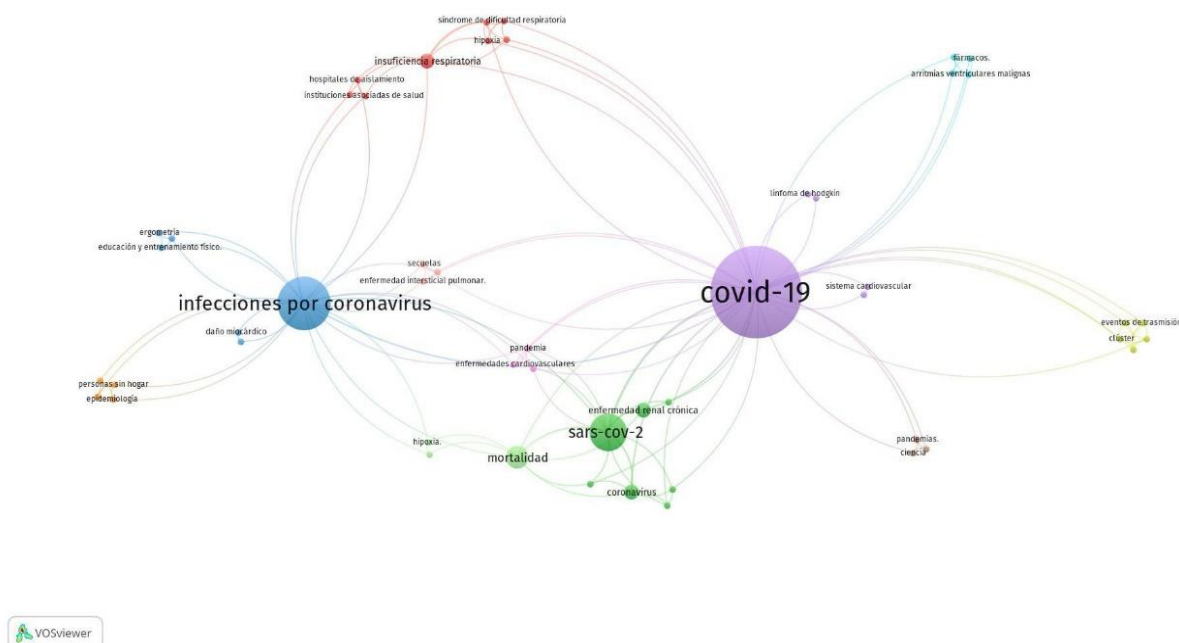 síndrome de dificultad respiratoria
hipoxia
insuficiencia respiratoria
fármacos.
arritmias ventriculares malignas
hospitales de aislamiento
instituciones asociadas de salud
linfoma de hodgkin
ergometría
educación y entrenamiento físico.
secuelas
enfermedad intersticial pulmonar.
sistema cardiovascular
covid-19
infecciones por coronavirus
eventos de trasmisión
clúster
daño miocárdico
pandemia
enfermedades cardiovasculares
personas sin hogar
epidemiología
enfermedad renal crónica
sars-cov-2
hipoxia.
mortalidad
pandemias.
ciencia
coronavirus
VOSviewer